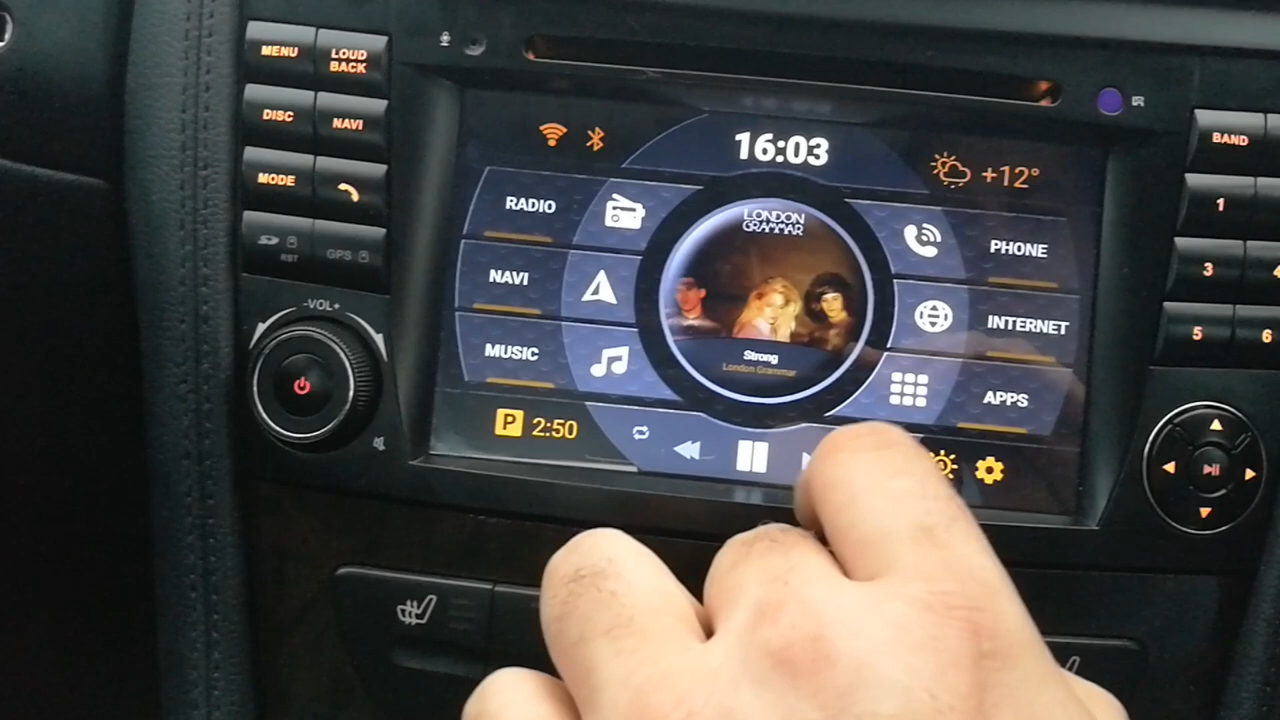 MENU
LOUD
BACK
DISC
NAVI
MODE
RST
GPS
-VOL+
16:03
+12°
RADIO
NAVI
MUSIC
P 2:50
LONDON
GRAMMAR
Strong
London Grammar
PHONE
INTERNET
APPS
BAND
1
3
4
5
6